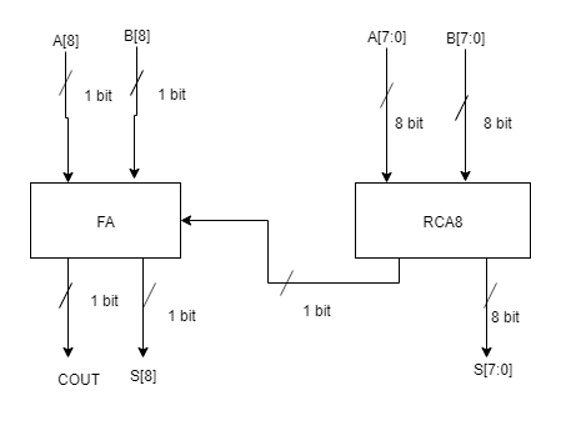 A[8] B[8] A[7:0] B[7:0]
1 bit 1 bit 8 bit 8 bit
FA RCA8
1 bit 1 bit 1 bit 8 bit
COUT S[8] S[7:0]